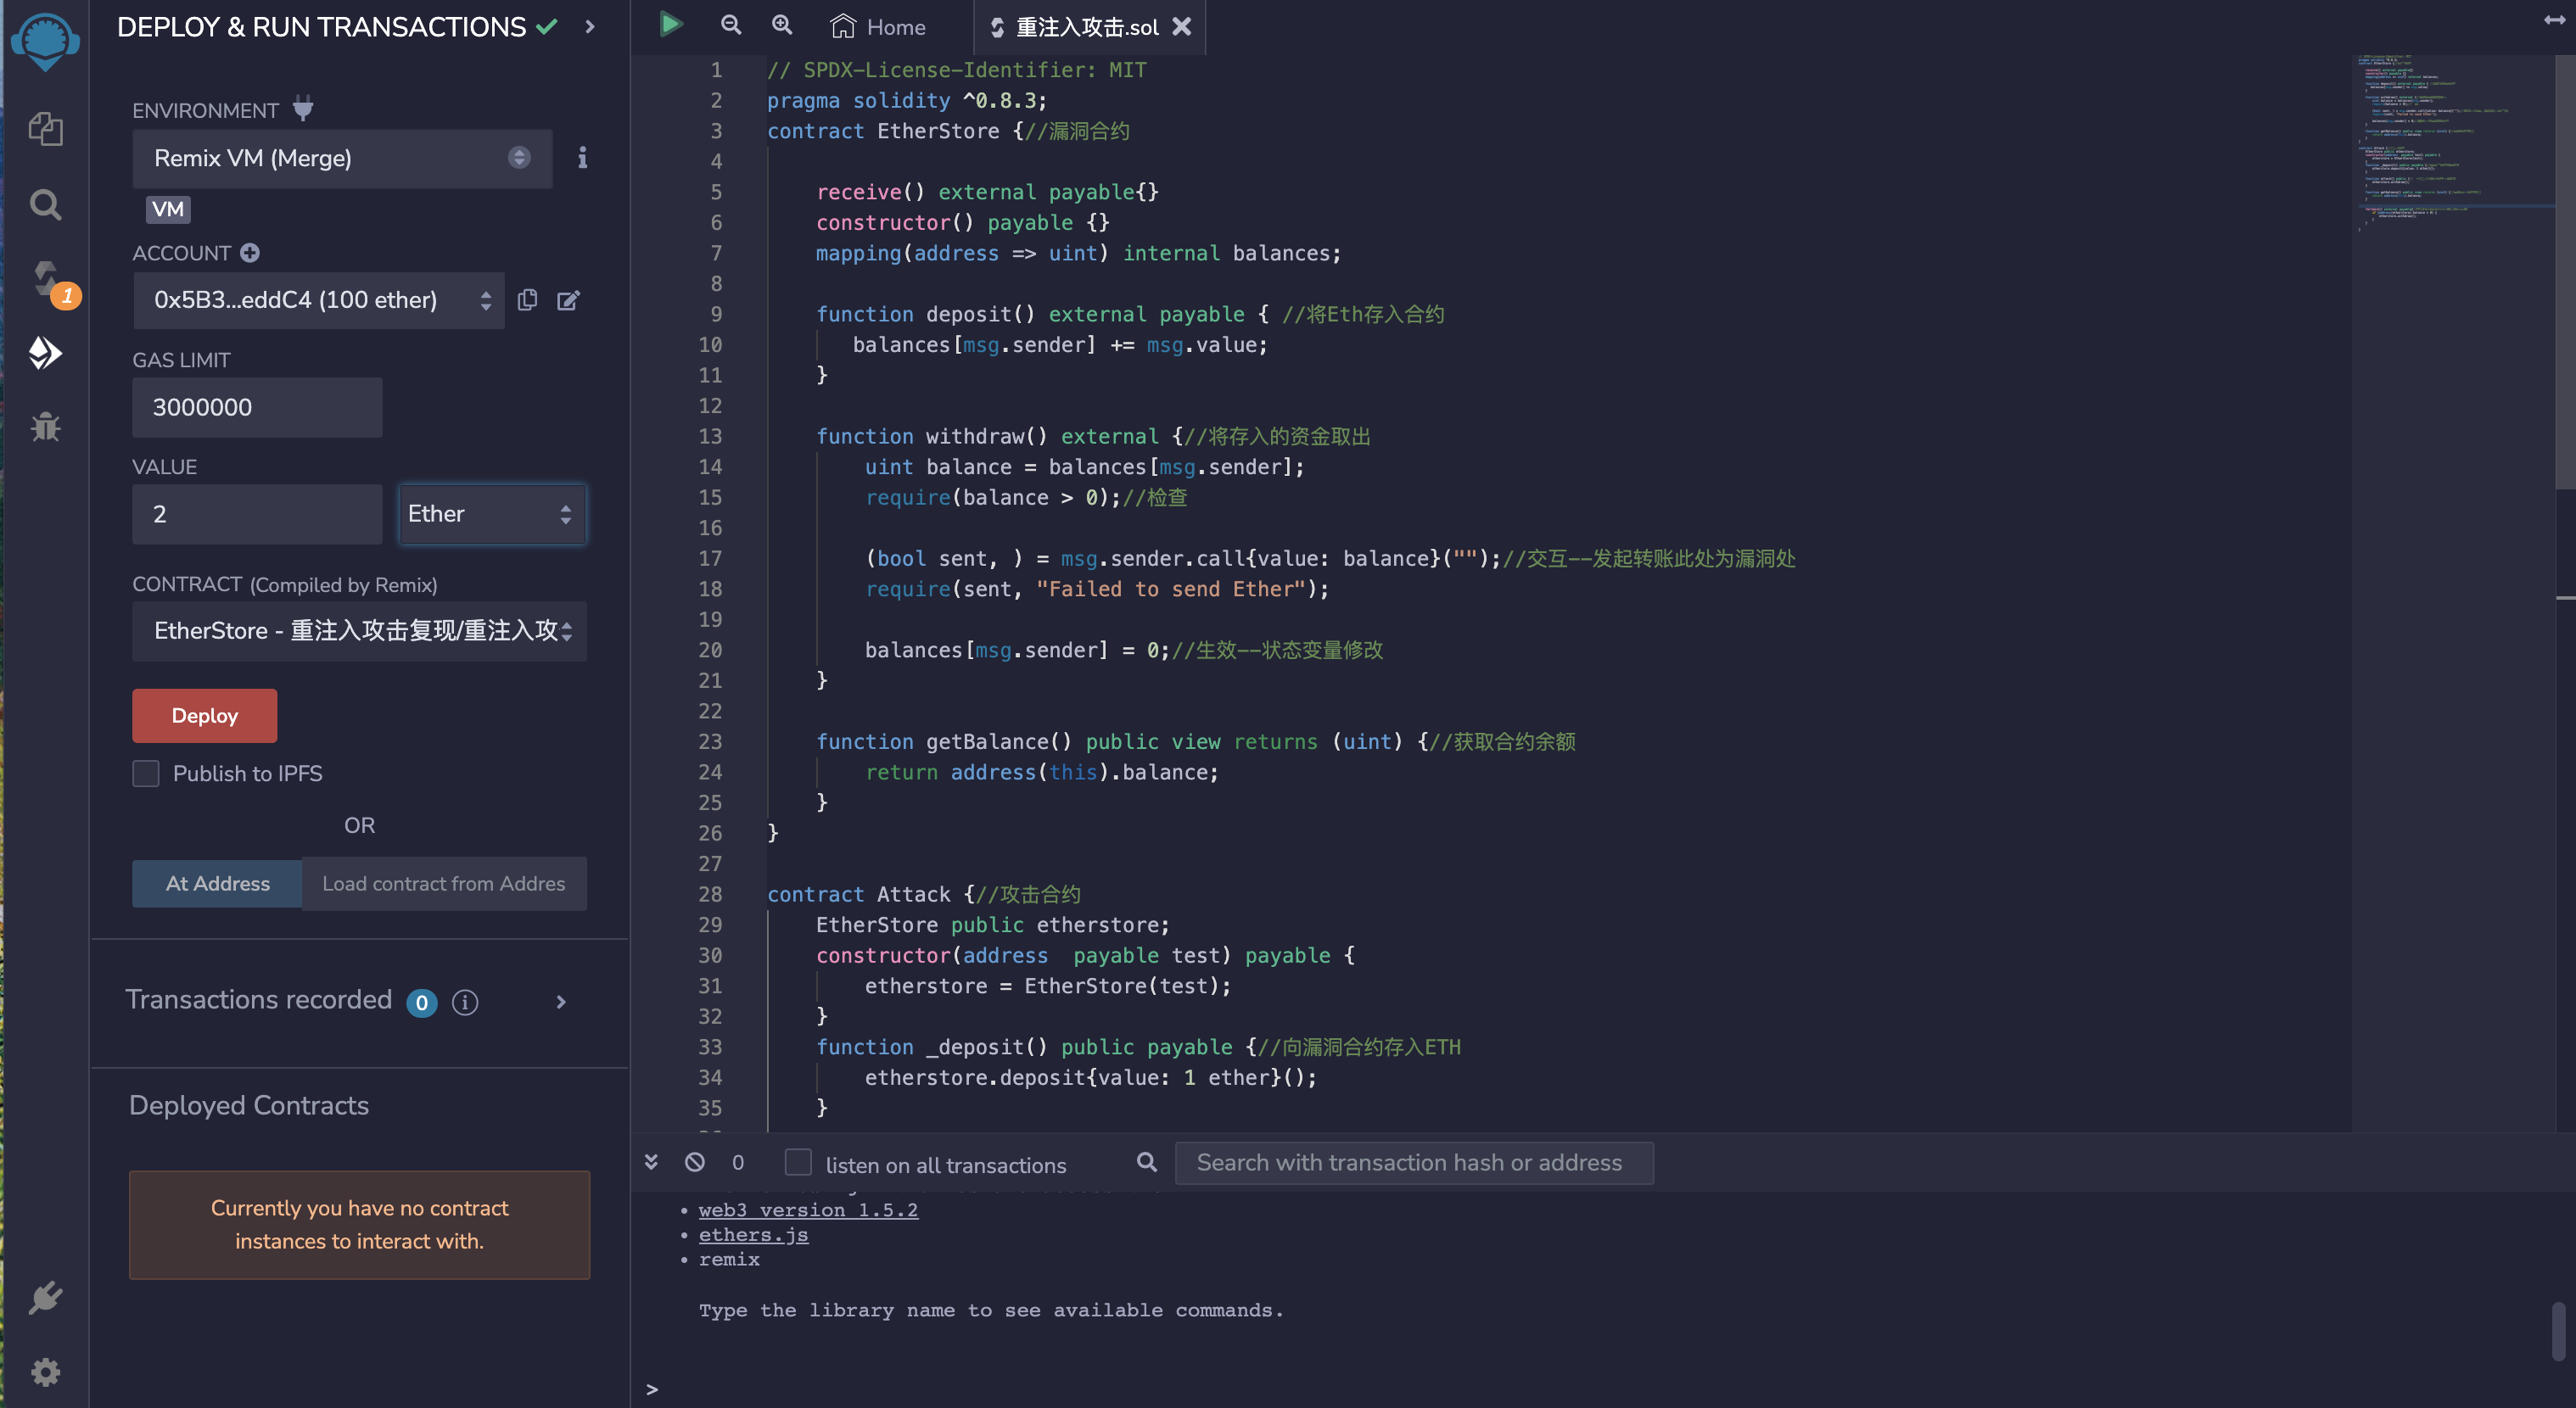 DEPLOY & RUN TRANSACTIONS
ENVIRONMENT
Remix VM (Merge)
VM
ACCOUNT
0x5B3...eddC4 (100 ether)
1
GAS LIMIT
3000000
VALUE
2
Ether
CONTRACT (Compiled by Remix)
EtherStore - 重注入攻击复现/重注入攻
Deploy
Publish to IPFS
OR
At Address
Load contract from Addres
Transactions recorded 0
Deployed Contracts
Currently you have no contract
instances to interact with.
Home
重注入攻击.sol
1 // SPDX-License-Identifier: MIT
2 pragma solidity ^0.8.3;
3 contract EtherStore {//漏洞合约
4
5 receive() external payable{}
6 constructor() payable {}
7 mapping(address => uint) internal balances;
8
9 function deposit() external payable { //将Eth存入合约
10 balances[msg.sender] += msg.value;
11 }
12
13 function withdraw() external {//将存入的资金取出
14 uint balance = balances[msg.sender];
15 require(balance > 0);//检查
16
17 (bool sent, ) = msg.sender.call{value: balance}("");//交互--发起转账此处为漏洞处
18 require(sent, "Failed to send Ether");
19
20 balances[msg.sender] = 0;//生效--状态变量修改
21 }
22
23 function getBalance() public view returns (uint) {//获取合约余额
24 return address(this).balance;
25 }
26 }
27
28 contract Attack {//攻击合约
29 EtherStore public etherstore;
30 constructor(address  payable test) payable {
31 etherstore = EtherStore(test);
32 }
33 function _deposit() public payable {//向漏洞合约存入ETH
34 etherstore.deposit{value: 1 ether}();
35 }
0
listen on all transactions
Search with transaction hash or address
• web3 version 1.5.2
• ethers.js
• remix
Type the library name to see available commands.
>